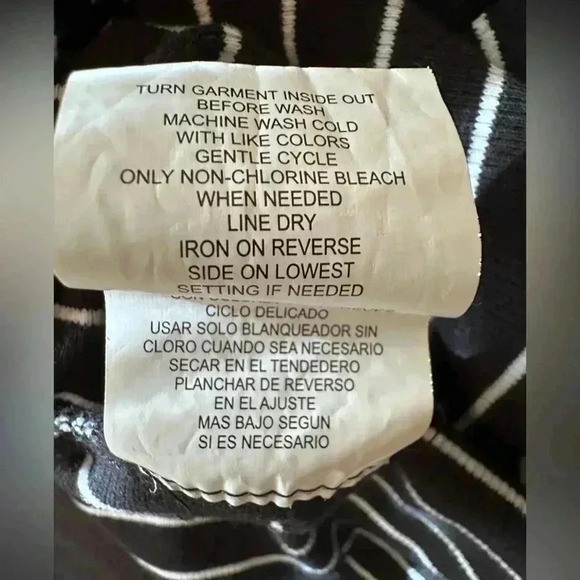 TURN GARMENT INSIDE OUT
BEFORE WASH
MACHINE WASH COLD
WITH LIKE COLORS
GENTLE CYCLE
ONLY NON-CHLORINE BLEACH
WHEN NEEDED
LINE DRY
IRON ON REVERSE
SIDE ON LOWEST
SETTING IF NEEDED
CICLO DELICADO
USAR SOLO BLANQUEADOR SIN
CLORO CUANDO SEA NECESARIO
SECAR EN EL TENDEDERO
PLANCHAR DE REVERSO
EN EL AJUSTE
MAS BAJO SEGUN
SI ES NECESARIO